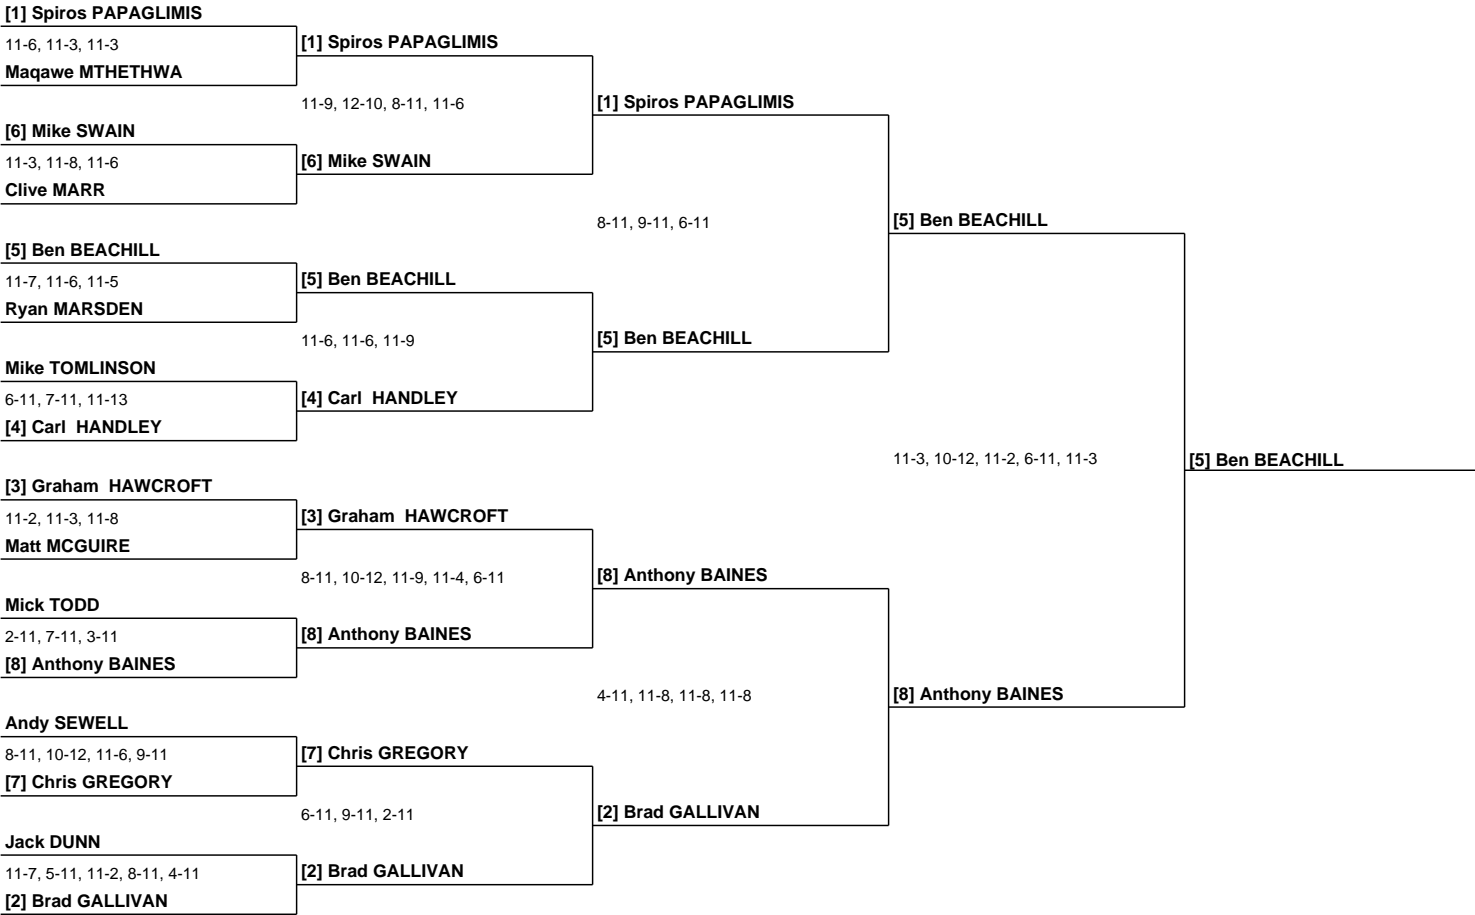 [1] Spiros PAPAGLIMIS
11-6, 11-3, 11-3
Maqawe MTHETHWA
[6] Mike SWAIN
11-3, 11-8, 11-6
Clive MARR
[5] Ben BEACHILL
11-7, 11-6, 11-5
Ryan MARSDEN
Mike TOMLINSON
6-11, 7-11, 11-13
[4] Carl  HANDLEY
[3] Graham  HAWCROFT
11-2, 11-3, 11-8
Matt MCGUIRE
Mick TODD
2-11, 7-11, 3-11
[8] Anthony BAINES
Andy SEWELL
8-11, 10-12, 11-6, 9-11
[7] Chris GREGORY
Jack DUNN
11-7, 5-11, 11-2, 8-11, 4-11
[2] Brad GALLIVAN
[1] Spiros PAPAGLIMIS
11-9, 12-10, 8-11, 11-6
[6] Mike SWAIN
[5] Ben BEACHILL
11-6, 11-6, 11-9
[4] Carl  HANDLEY
[3] Graham  HAWCROFT
8-11, 10-12, 11-9, 11-4, 6-11
[8] Anthony BAINES
[7] Chris GREGORY
6-11, 9-11, 2-11
[2] Brad GALLIVAN
[1] Spiros PAPAGLIMIS
8-11, 9-11, 6-11
[5] Ben BEACHILL
[8] Anthony BAINES
4-11, 11-8, 11-8, 11-8
[2] Brad GALLIVAN
[5] Ben BEACHILL
11-3, 10-12, 11-2, 6-11, 11-3
[8] Anthony BAINES
[5] Ben BEACHILL